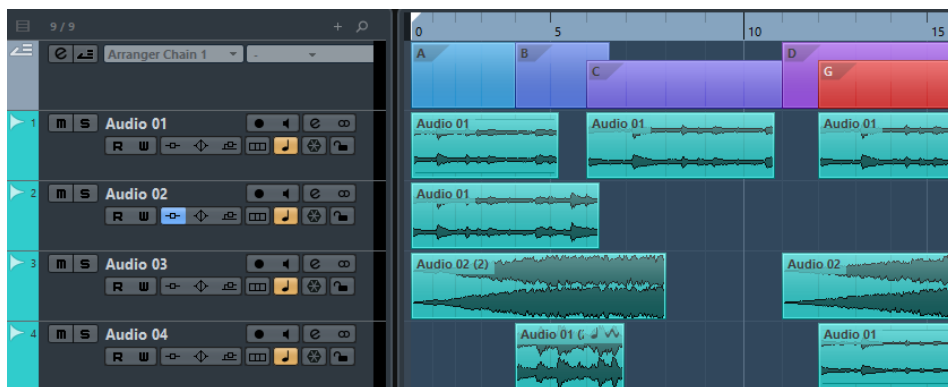 9 / 9 +
0 5 10 15
e Arranger Chain 1 -
A B C D G
1 m S Audio 01 e
R W
Audio 01 Audio 01 Audio 01
2 m S Audio 02 e
R W
Audio 01
3 m S Audio 03 e
R W
Audio 02 (2) Audio 02
4 m S Audio 04 e
R W
Audio 01 (2 Audio 01